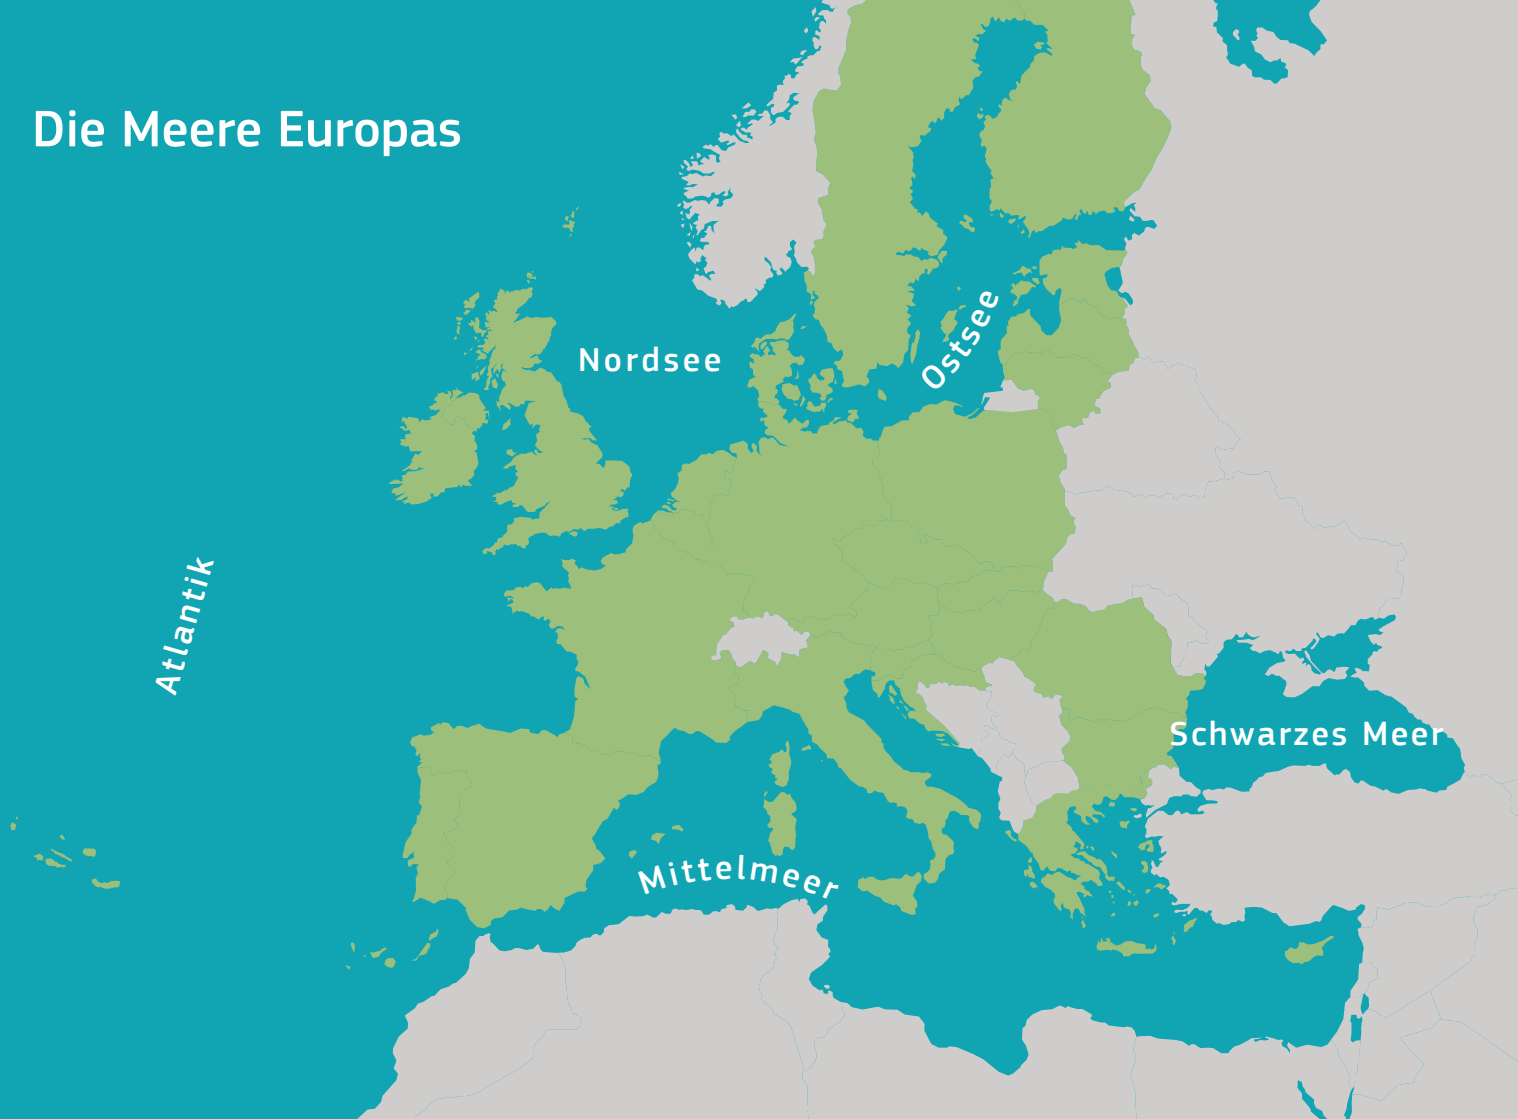 Die Meere Europas
Nordsee
Ostsee
Atlantik
Schwarzes Meer
Mittelmeer